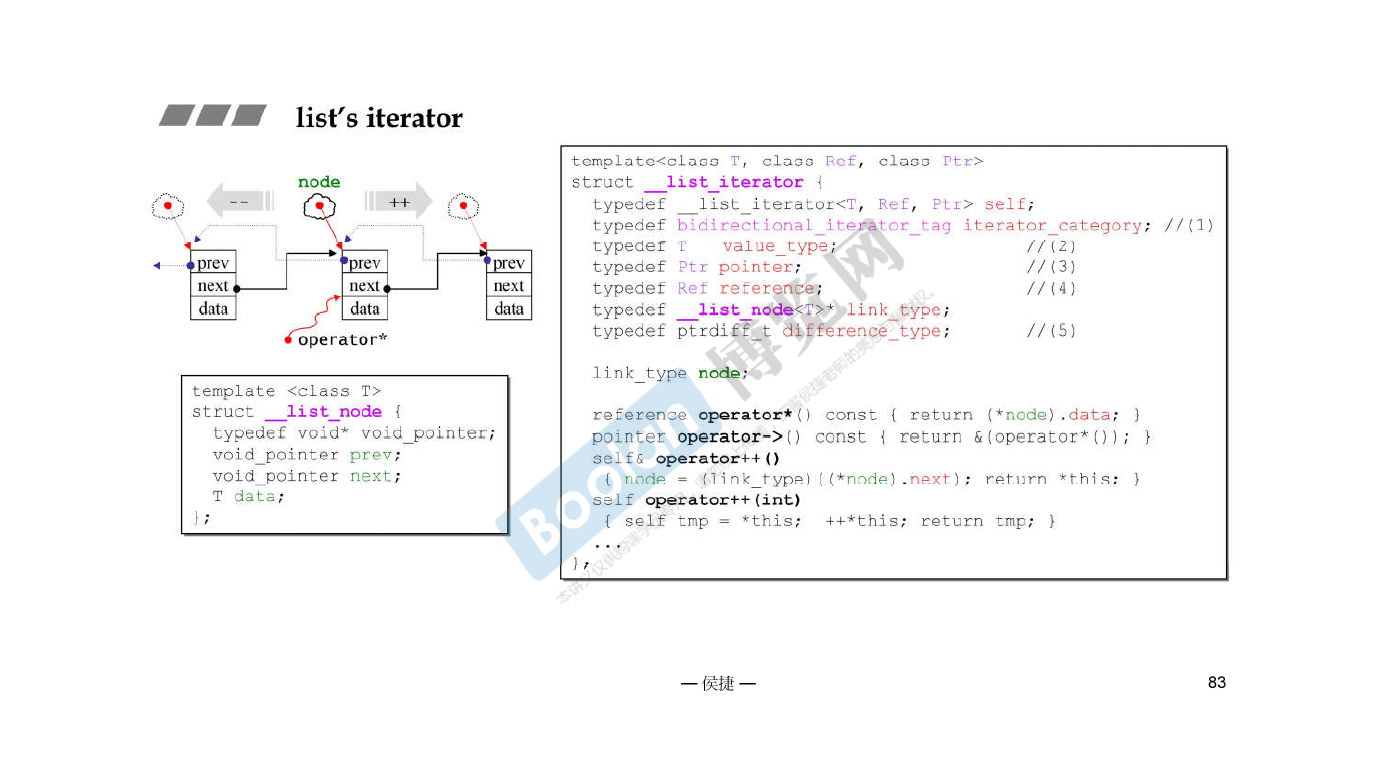 list's iterator
node
--
++
prev
next
data
prev
next
data
prev
next
data
operator*
template <class T>
struct __list_node {
typedef void* void_pointer;
void_pointer prev;
void_pointer next;
T data;
};
template<class T, class Ref, class Ptr>
struct __list_iterator {
typedef __list_iterator<T, Ref, Ptr> self;
typedef bidirectional_iterator_tag iterator_category; //(1)
typedef T value_type; //(2)
typedef Ptr pointer; //(3)
typedef Ref reference; //(4)
typedef __list_node<T>* link_type;
typedef ptrdiff_t difference_type; //(5)
link_type node;
reference operator*() const { return (*node).data; }
pointer operator->() const { return &(operator*()); }
self& operator++()
{ node = (link_type)((*node).next); return *this; }
self operator++(int)
{ self tmp = *this; ++*this; return tmp; }
...
};
Boolan 博览网
— 侯捷 —
83